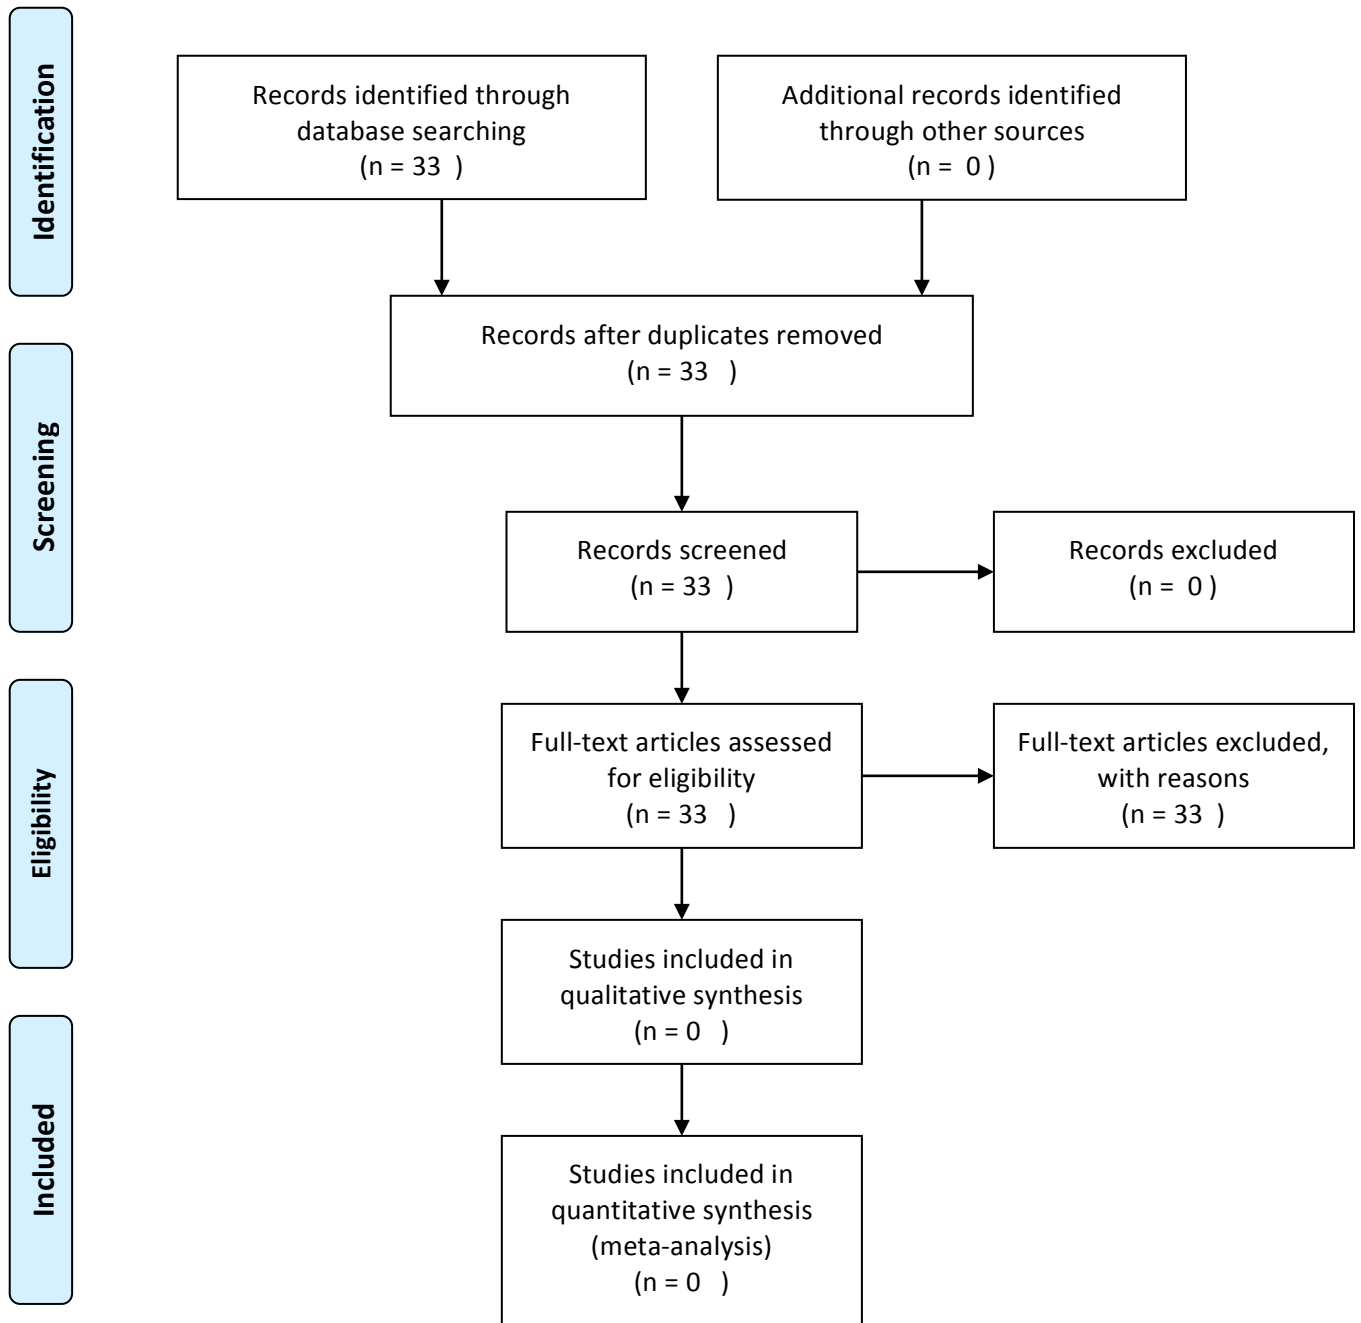 Identification
Records identified through
database searching
(n = 33 )
Additional records identified
through other sources
(n = 0 )
Records after duplicates removed
(n = 33 )
Screening
Records screened
(n = 33 )
Records excluded
(n = 0 )
Eligibility
Full-text articles assessed
for eligibility
(n = 33 )
Full-text articles excluded,
with reasons
(n = 33 )
Studies included in
qualitative synthesis
(n = 0 )
Included
Studies included in
quantitative synthesis
(meta-analysis)
(n = 0 )